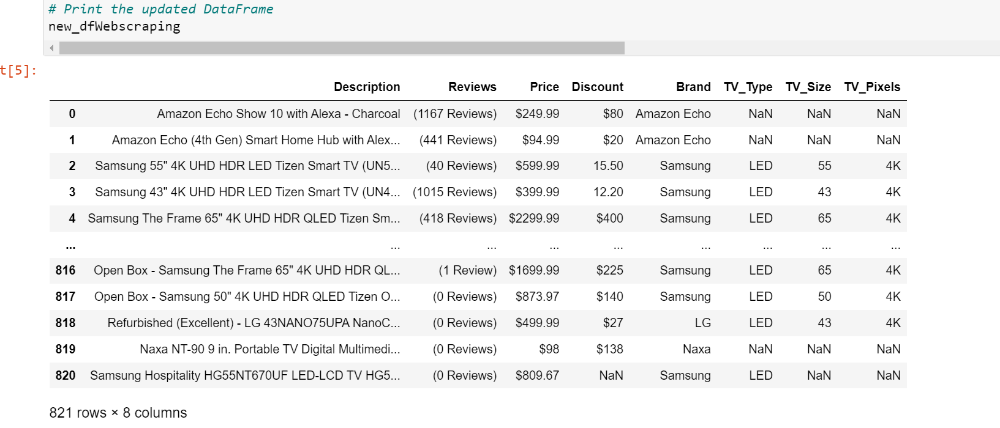 # Print the updated DataFrame
new_dfWebscraping
t[5]:
Description Reviews Price Discount Brand TV_Type TV_Size TV_Pixels
0 Amazon Echo Show 10 with Alexa - Charcoal (1167 Reviews) $249.99 $80 Amazon Echo NaN NaN NaN
1 Amazon Echo (4th Gen) Smart Home Hub with Alex... (441 Reviews) $94.99 $20 Amazon Echo NaN NaN NaN
2 Samsung 55" 4K UHD HDR LED Tizen Smart TV (UN5... (40 Reviews) $599.99 15.50 Samsung LED 55 4K
3 Samsung 43" 4K UHD HDR LED Tizen Smart TV (UN4... (1015 Reviews) $399.99 12.20 Samsung LED 43 4K
4 Samsung The Frame 65" 4K UHD HDR QLED Tizen Sm... (418 Reviews) $2299.99 $400 Samsung LED 65 4K
... ... ... ... ... ... ... ... ...
816 Open Box - Samsung The Frame 65" 4K UHD HDR QL... (1 Review) $1699.99 $225 Samsung LED 65 4K
817 Open Box - Samsung 50" 4K UHD HDR QLED Tizen O... (0 Reviews) $873.97 $140 Samsung LED 50 4K
818 Refurbished (Excellent) - LG 43NANO75UPA NanoC... (0 Reviews) $499.99 $27 LG LED 43 4K
819 Naxa NT-90 9 in. Portable TV Digital Multimedi... (0 Reviews) $98 $138 Naxa NaN NaN NaN
820 Samsung Hospitality HG55NT670UF LED-LCD TV HG5... (0 Reviews) $809.67 NaN Samsung LED NaN NaN
821 rows × 8 columns